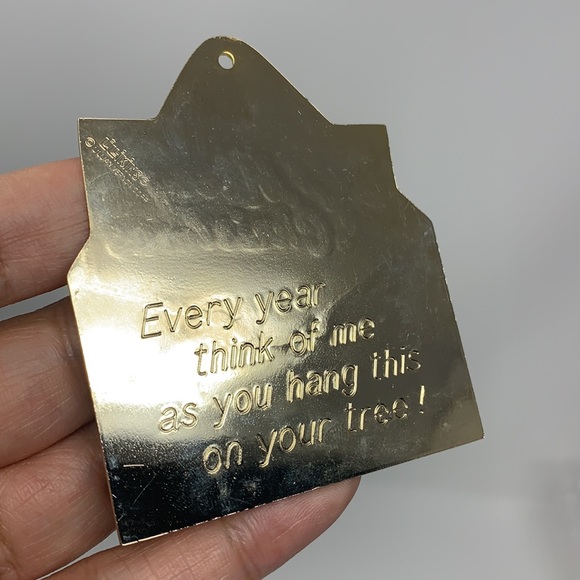 ©
Every year
think of me
as you hang this
on your tree!